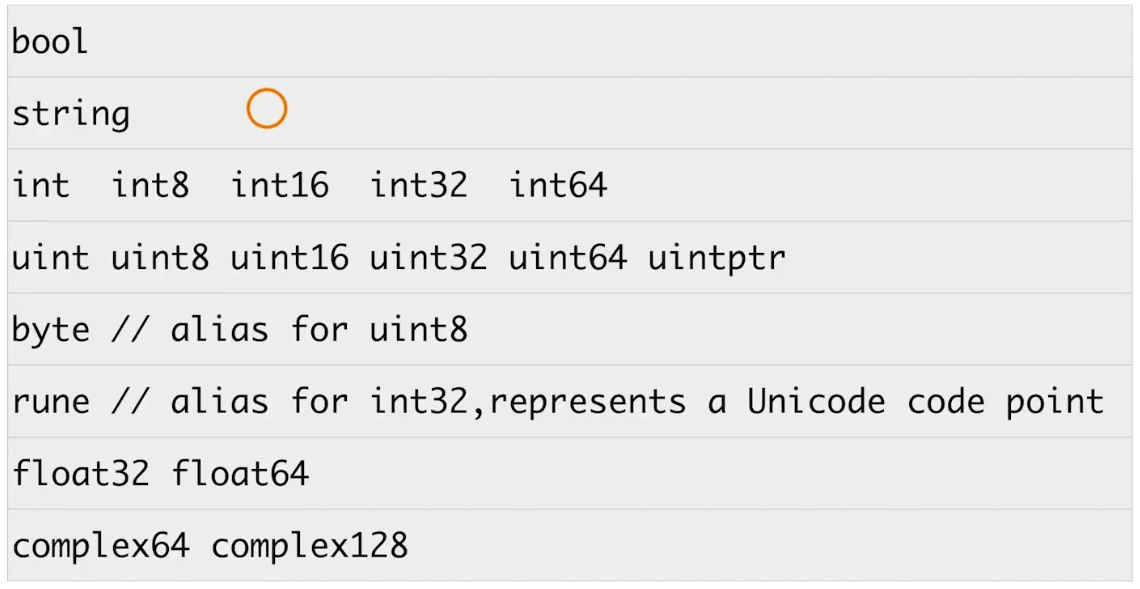 bool
string
int int8 int16 int32 int64
uint uint8 uint16 uint32 uint64 uintptr
byte // alias for uint8
rune // alias for int32,represents a Unicode code point
float32 float64
complex64 complex128